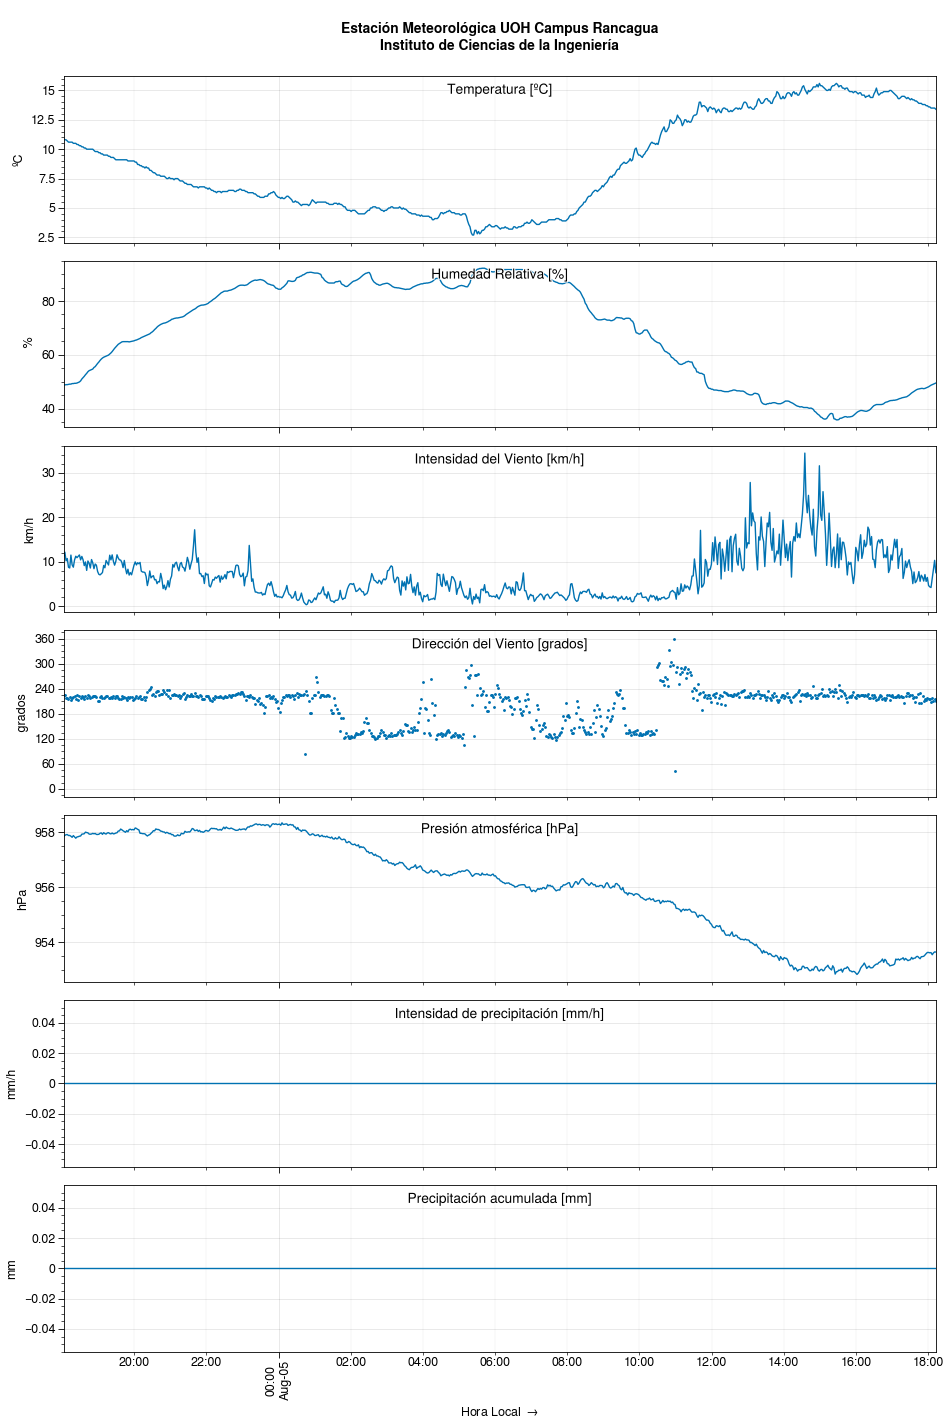 Estación Meteorológica UOH Campus Rancagua
Instituto de Ciencias de la Ingeniería
Temperatura [ºC]
ºC
15
12.5
10
7.5
5
2.5
Humedad Relativa [%]
%
80
60
40
Intensidad del Viento [km/h]
km/h
30
20
10
0
Dirección del Viento [grados]
grados
360
300
240
180
120
60
0
Presión atmosférica [hPa]
hPa
958
956
954
Intensidad de precipitación [mm/h]
mm/h
0.04
0.02
0
−0.02
−0.04
Precipitación acumulada [mm]
mm
0.04
0.02
0
−0.02
−0.04
20:00 22:00 00:00 02:00 04:00 06:00 08:00 10:00 12:00 14:00 16:00 18:00
Aug-05
Hora Local →